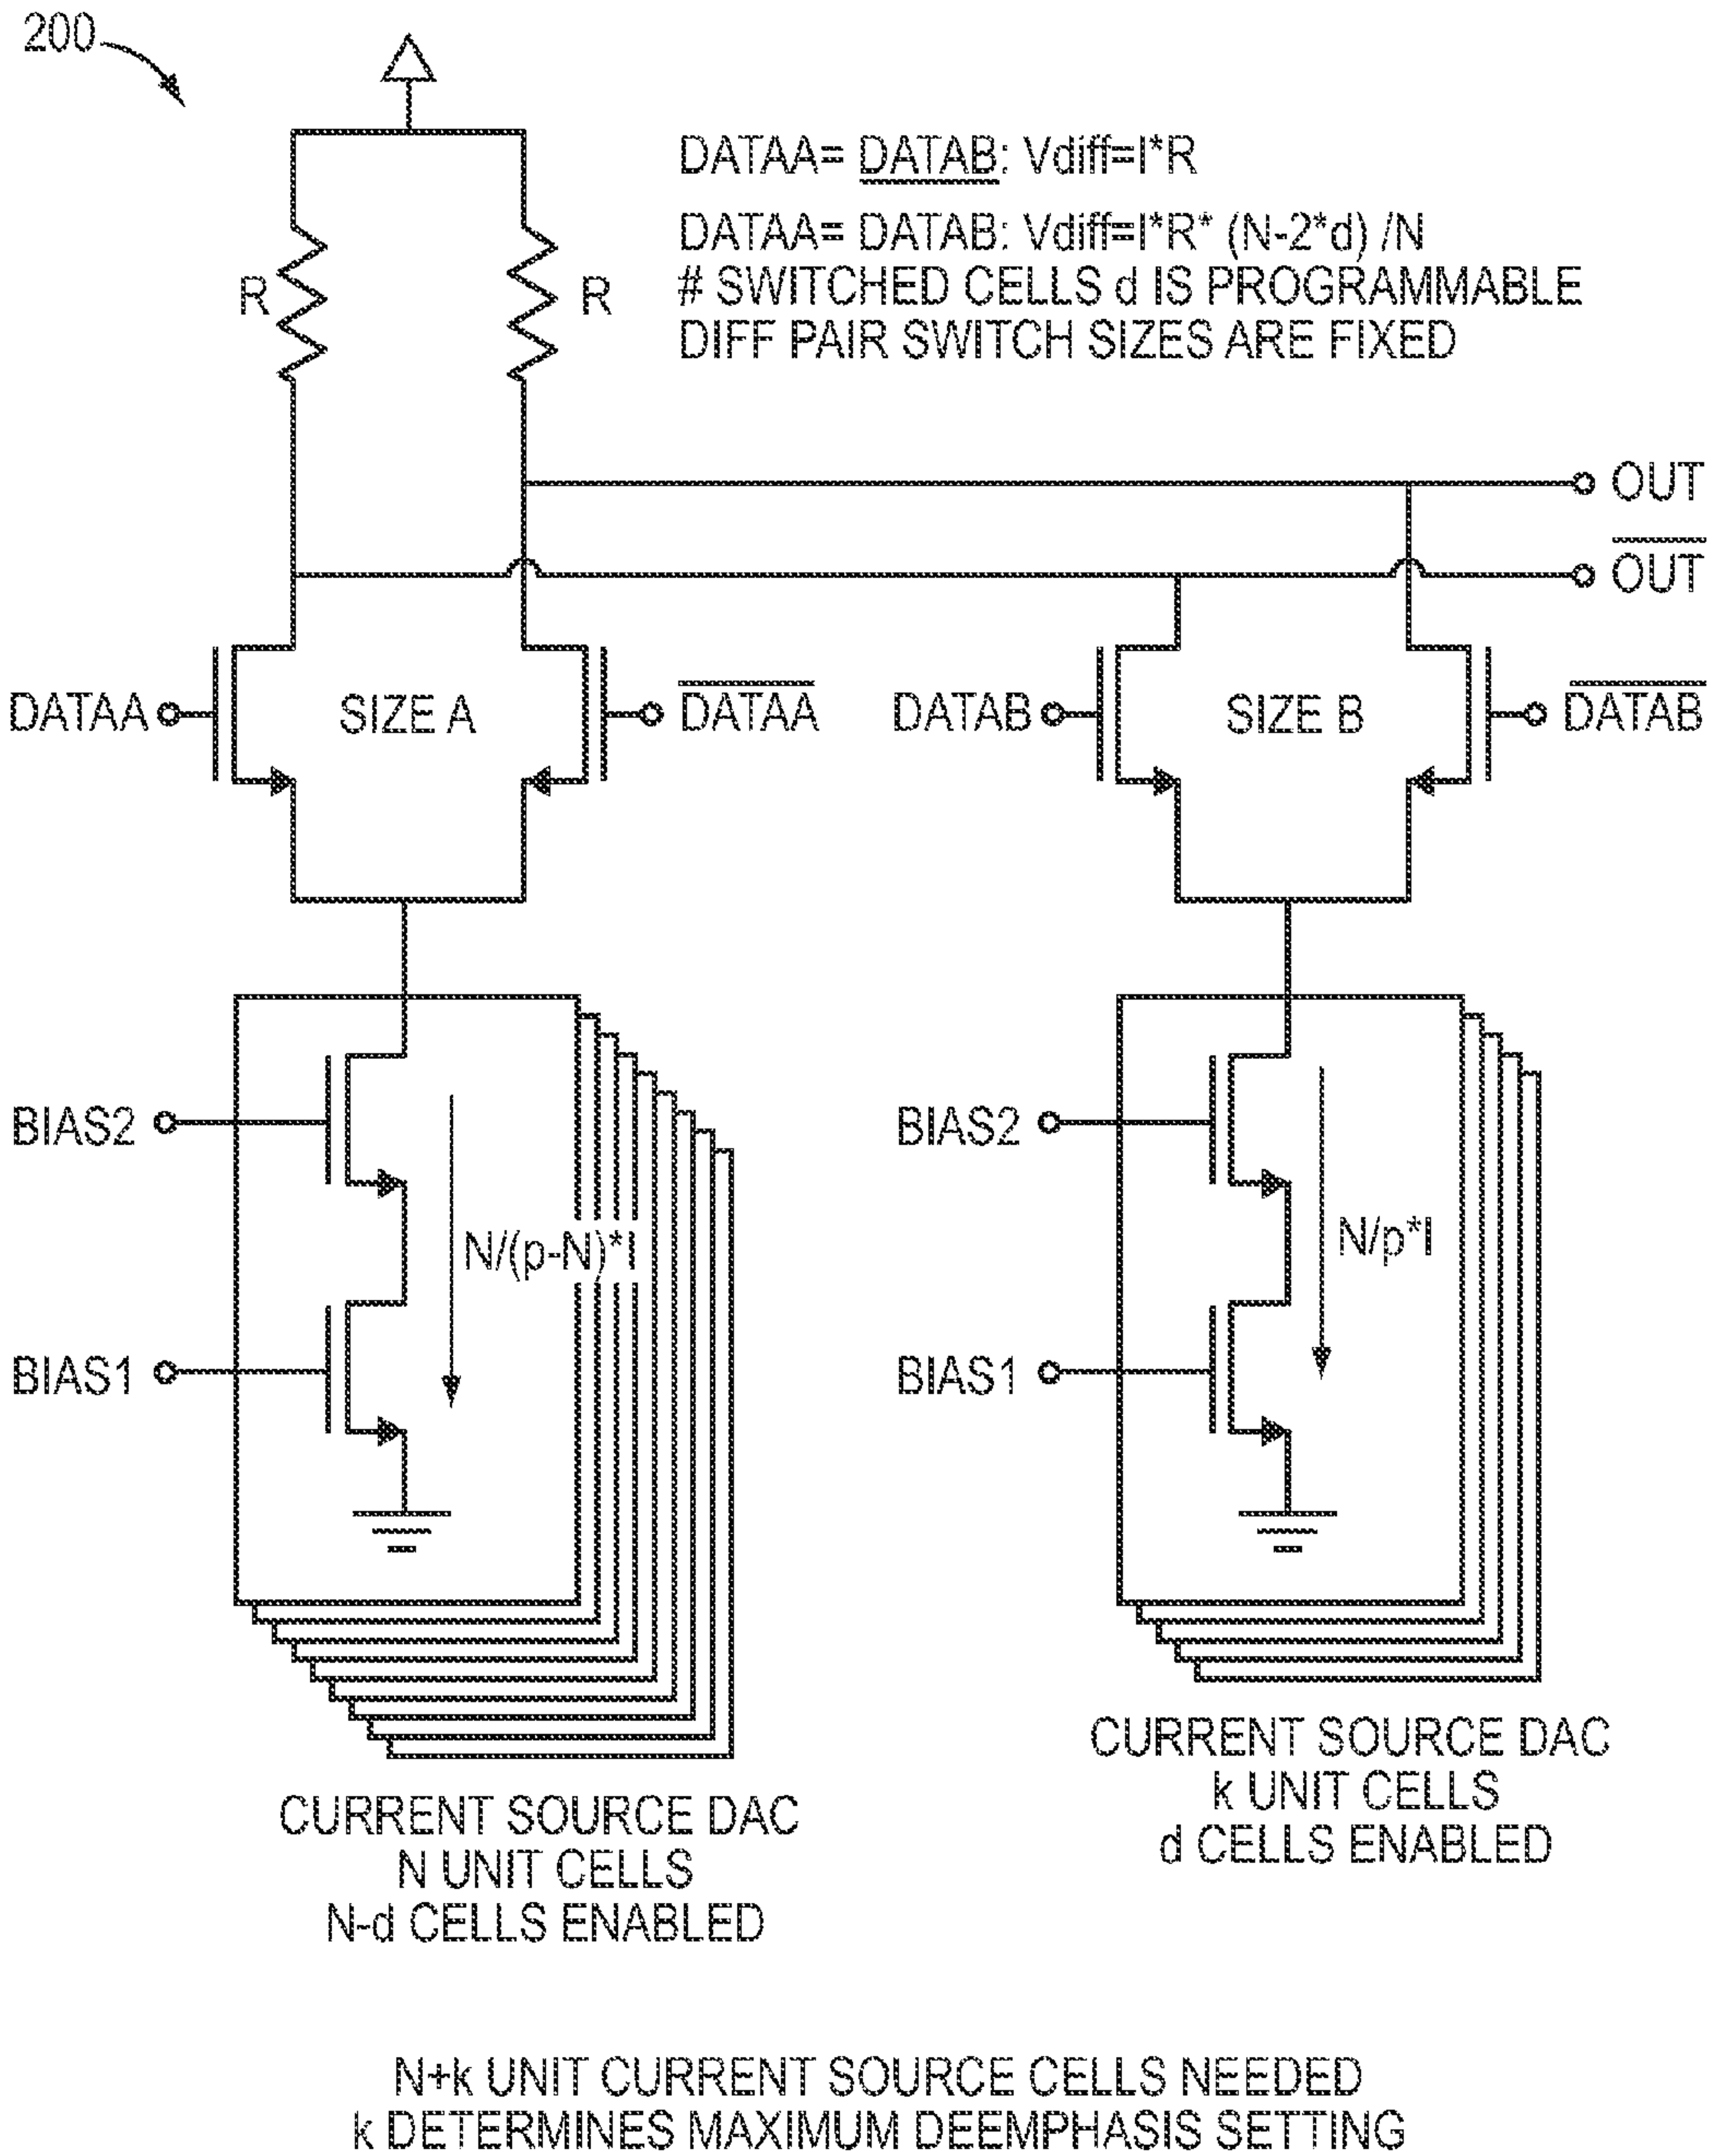 200
DATAA= DATAB: Vdiff=I*R
DATAA= DATAB: Vdiff=I*R* (N-2*d) /N
# SWITCHED CELLS d IS PROGRAMMABLE
DIFF PAIR SWITCH SIZES ARE FIXED
R
R
OUT
OUT
DATAA
SIZE A
DATAA
DATAB
SIZE B
DATAB
BIAS2
N/(p-N)*I
BIAS1
BIAS2
N/p*I
BIAS1
CURRENT SOURCE DAC
N UNIT CELLS
N-d CELLS ENABLED
CURRENT SOURCE DAC
k UNIT CELLS
d CELLS ENABLED
N+k UNIT CURRENT SOURCE CELLS NEEDED
k DETERMINES MAXIMUM DEEMPHASIS SETTING